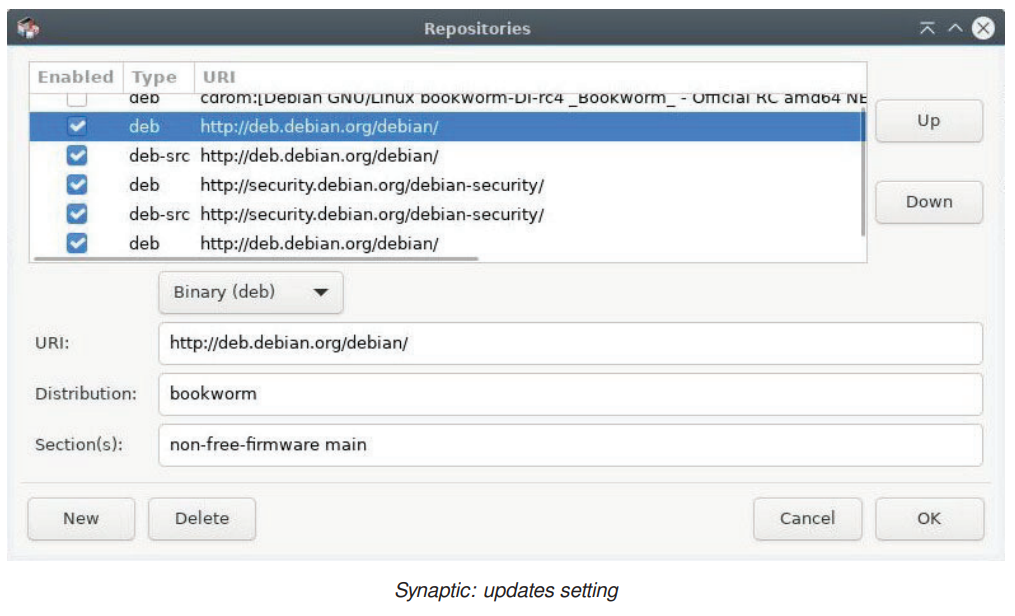 Repositories
Enabled Type URI
deb cdrom:[Debian GNU/Linux bookworm-DI-rc4 _Bookworm_ - Official RC amd64 NE
deb http://deb.debian.org/debian/
deb-src http://deb.debian.org/debian/
deb http://security.debian.org/debian-security/
deb-src http://security.debian.org/debian-security/
deb http://deb.debian.org/debian/
Up
Down
Binary (deb)
URI: http://deb.debian.org/debian/
Distribution: bookworm
Section(s): non-free-firmware main
New Delete Cancel OK
Synaptic: updates setting